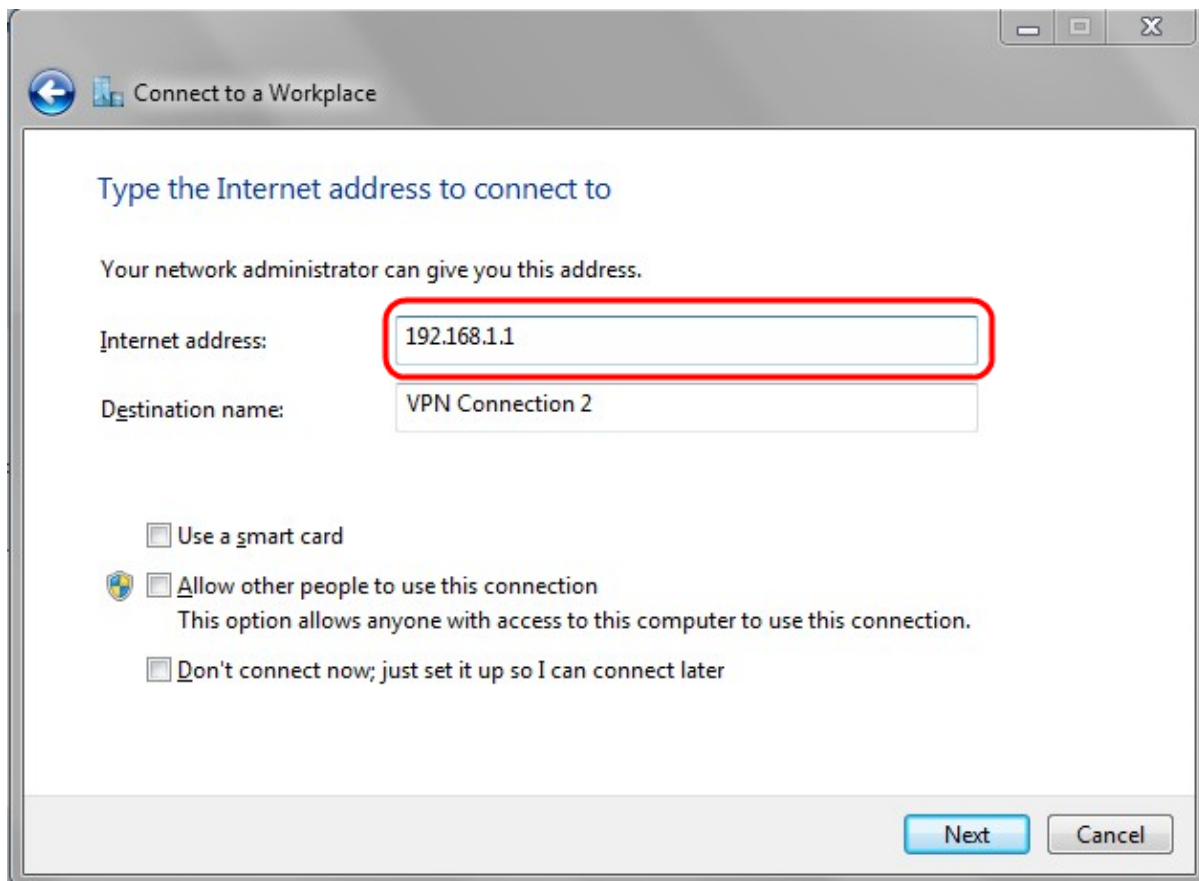 Connect to a Workplace
Type the Internet address to connect to
Your network administrator can give you this address.
Internet address: 192.168.1.1
Destination name: VPN Connection 2
Use a smart card
Allow other people to use this connection
This option allows anyone with access to this computer to use this connection.
Don't connect now; just set it up so I can connect later
Next Cancel